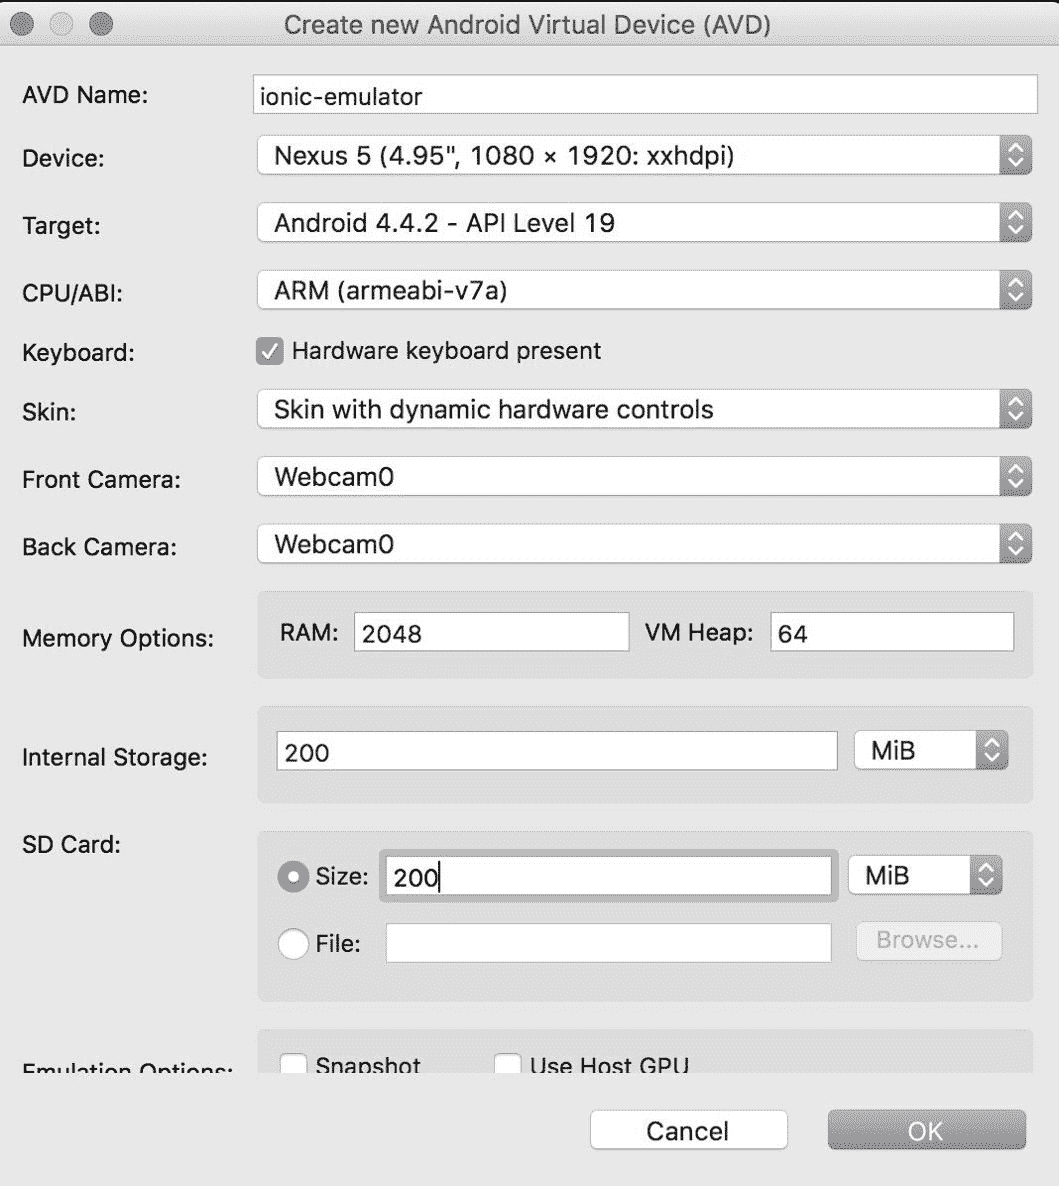 Create new Android Virtual Device (AVD)
AVD Name: ionic-emulator
Device: Nexus 5 (4.95", 1080 × 1920: xxhdpi)
Target: Android 4.4.2 - API Level 19
CPU/ABI: ARM (armeabi-v7a)
Keyboard: Hardware keyboard present
Skin: Skin with dynamic hardware controls
Front Camera: Webcam0
Back Camera: Webcam0
Memory Options: RAM: 2048 VM Heap: 64
Internal Storage: 200 MiB
SD Card:
Size: 200 MiB
File: Browse...
Emulation Options: Snapshot Use Host GPU
Cancel OK